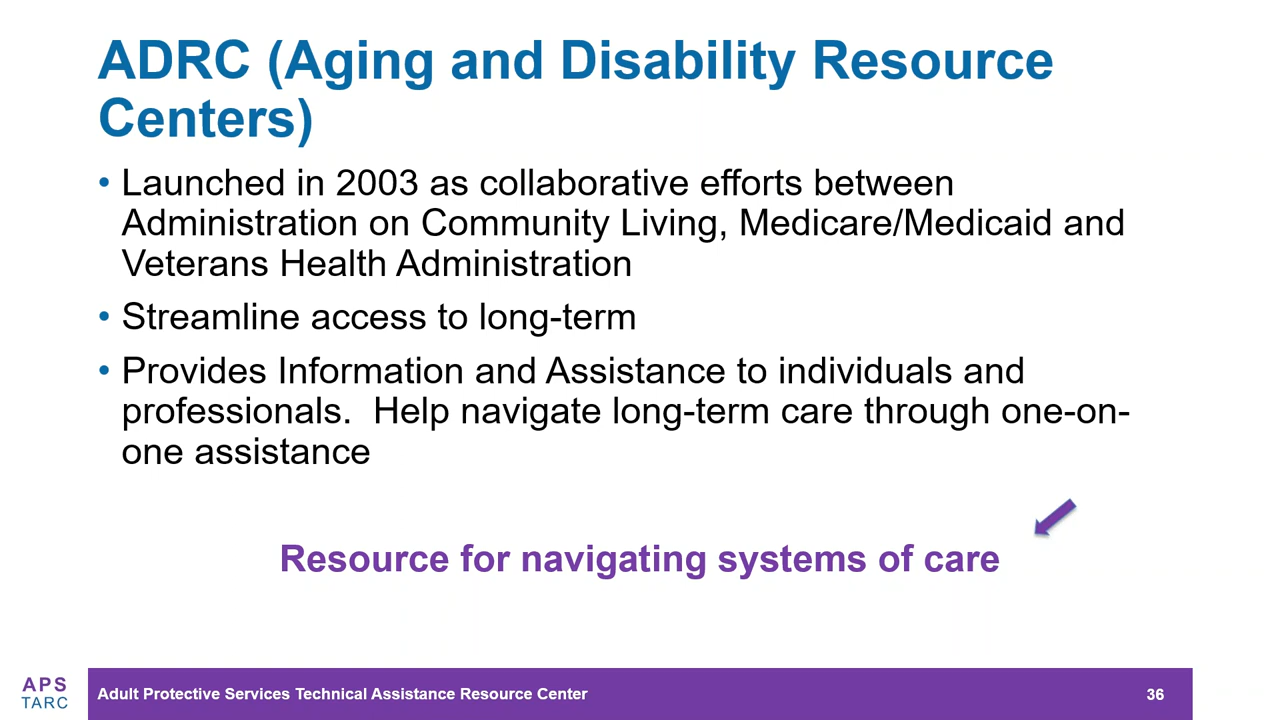 ADRC (Aging and Disability Resource
Centers)
• Launched in 2003 as collaborative efforts between
Administration on Community Living, Medicare/Medicaid and
Veterans Health Administration
• Streamline access to long-term
• Provides Information and Assistance to individuals and
professionals.  Help navigate long-term care through one-on-
one assistance
Resource for navigating systems of care
APS
TARC
Adult Protective Services Technical Assistance Resource Center
36